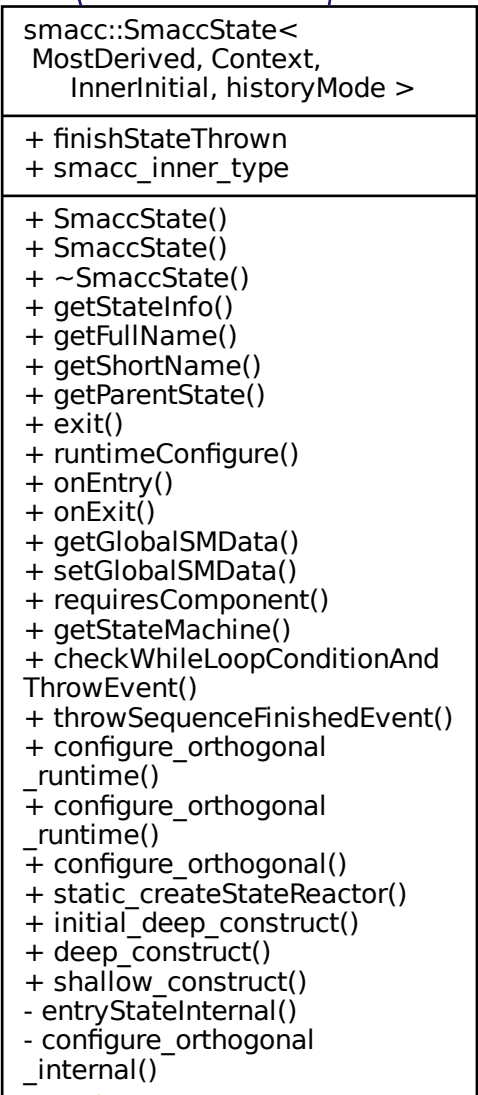 smacc::SmaccState<
MostDerived, Context,
InnerInitial, historyMode >
+ finishStateThrown
+ smacc_inner_type
+ SmaccState()
+ SmaccState()
+ ~SmaccState()
+ getStateInfo()
+ getFullName()
+ getShortName()
+ getParentState()
+ exit()
+ runtimeConfigure()
+ onEntry()
+ onExit()
+ getGlobalSMData()
+ setGlobalSMData()
+ requiresComponent()
+ getStateMachine()
+ checkWhileLoopConditionAnd
ThrowEvent()
+ throwSequenceFinishedEvent()
+ configure_orthogonal
_runtime()
+ configure_orthogonal
_runtime()
+ configure_orthogonal()
+ static_createStateReactor()
+ initial_deep_construct()
+ deep_construct()
+ shallow_construct()
- entryStateInternal()
- configure_orthogonal
_internal()